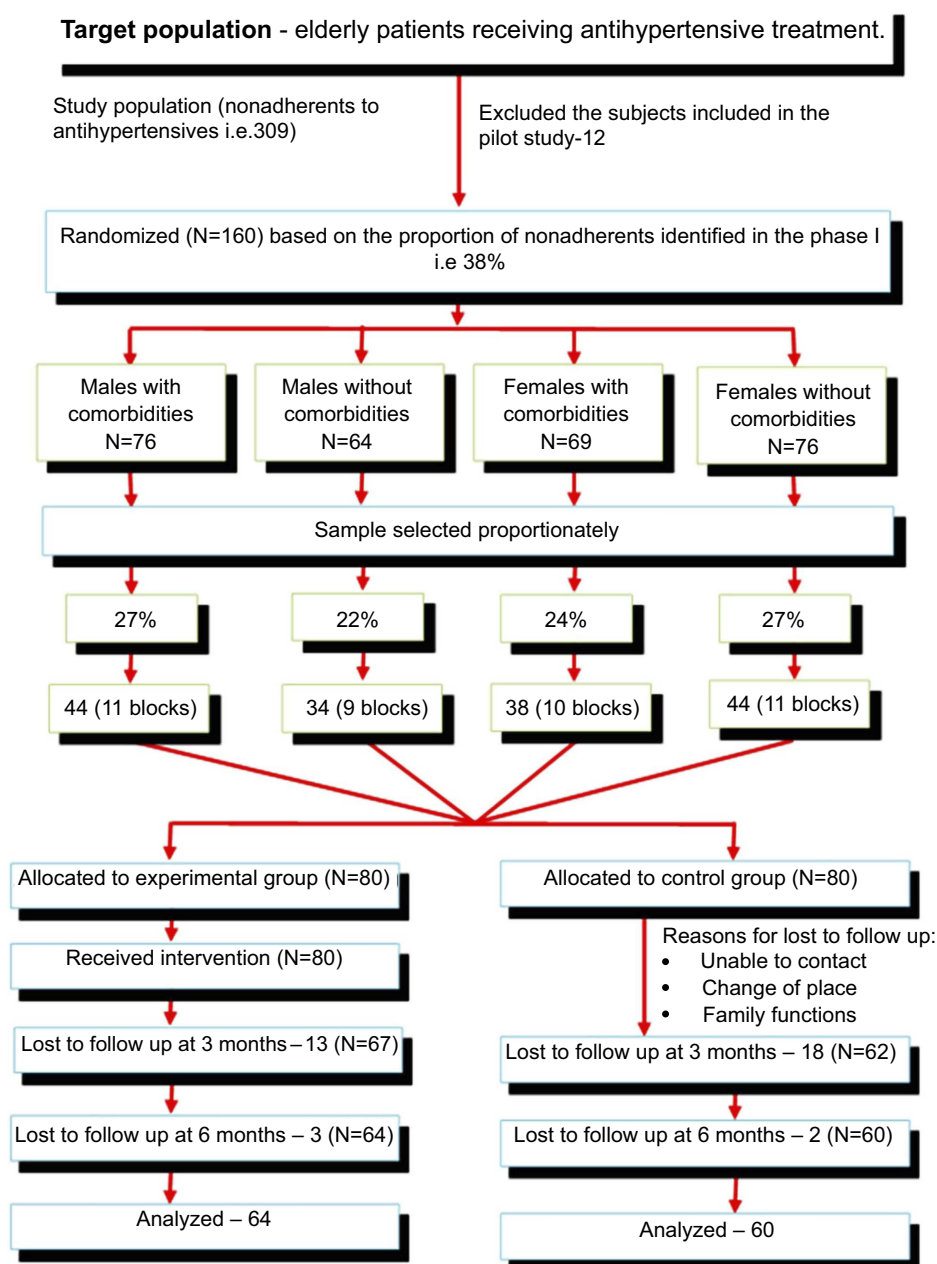 Target population - elderly patients receiving antihypertensive treatment.
Study population (nonadherents to
antihypertensives i.e.309)
Excluded the subjects included in the
pilot study-12
Randomized (N=160) based on the proportion of nonadherents identified in the phase I
i.e 38%
Males with
comorbidities
N=76
Males without
comorbidities
N=64
Females with
comorbidities
N=69
Females without
comorbidities
N=76
Sample selected proportionately
27%
22%
24%
27%
44 (11 blocks)
34 (9 blocks)
38 (10 blocks)
44 (11 blocks)
Allocated to experimental group (N=80)
Received intervention (N=80)
Lost to follow up at 3 months – 13 (N=67)
Lost to follow up at 6 months – 3 (N=64)
Analyzed – 64
Allocated to control group (N=80)
Reasons for lost to follow up:
• Unable to contact
• Change of place
• Family functions
Lost to follow up at 3 months – 18 (N=62)
Lost to follow up at 6 months – 2 (N=60)
Analyzed – 60